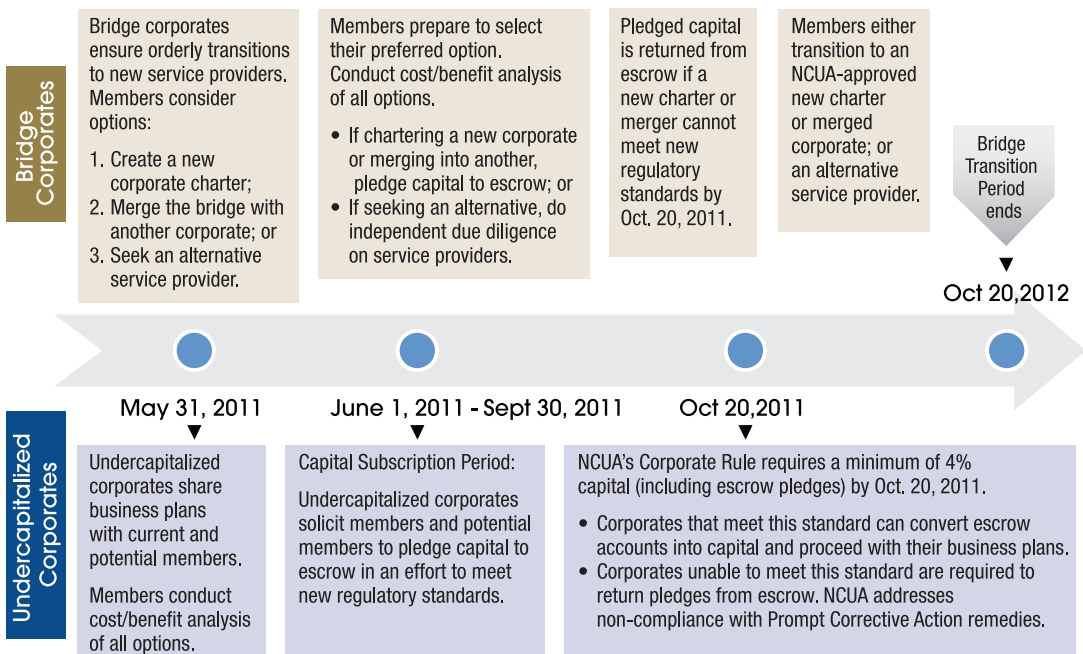 Bridge
Corporates
Bridge corporates
ensure orderly transitions
to new service providers.
Members consider
options:
1. Create a new
corporate charter;
2. Merge the bridge with
another corporate; or
3. Seek an alternative
service provider.
Members prepare to select
their preferred option.
Conduct cost/benefit analysis
of all options.
• If chartering a new corporate
or merging into another,
pledge capital to escrow; or
• If seeking an alternative, do
independent due diligence
on service providers.
Pledged capital
is returned from
escrow if a
new charter or
merger cannot
meet new
regulatory
standards by
Oct. 20, 2011.
Members either
transition to an
NCUA-approved
new charter
or merged
corporate; or
an alternative
service provider.
Bridge
Transition
Period
ends
Oct 20,2012
May 31, 2011
June 1, 2011 - Sept 30, 2011
Oct 20,2011
Undercapitalized
Corporates
Undercapitalized
corporates share
business plans
with current and
potential members.
Members conduct
cost/benefit analysis
of all options.
Capital Subscription Period:
Undercapitalized corporates
solicit members and potential
members to pledge capital to
escrow in an effort to meet
new regulatory standards.
NCUA's Corporate Rule requires a minimum of 4%
capital (including escrow pledges) by Oct. 20, 2011.
• Corporates that meet this standard can convert escrow
accounts into capital and proceed with their business plans.
• Corporates unable to meet this standard are required to
return pledges from escrow. NCUA addresses
non-compliance with Prompt Corrective Action remedies.